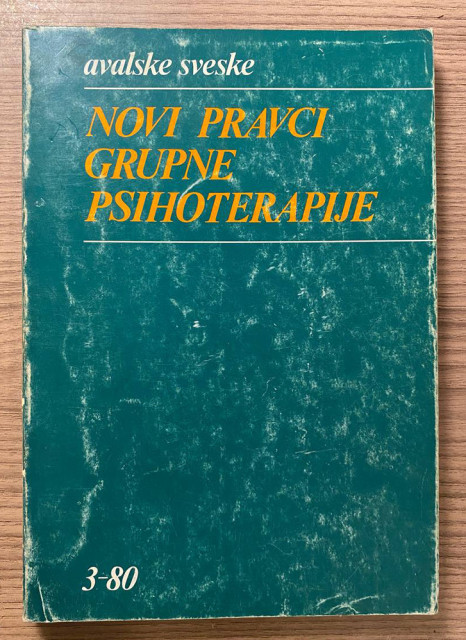 avalske sveske
NOVI PRAVCI
GRUPNE
PSIHOTERAPIJE
3-80